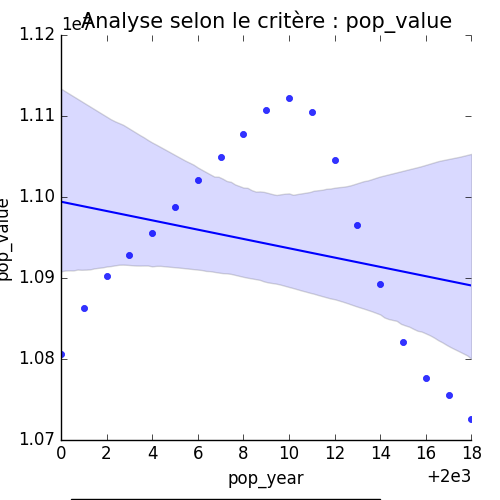 Analyse selon le critère : pop_value
1e7
1.12
1.11
1.10
1.09
1.08
1.07
pop_value
0 2 4 6 8 10 12 14 16 18
+2e3
pop_year